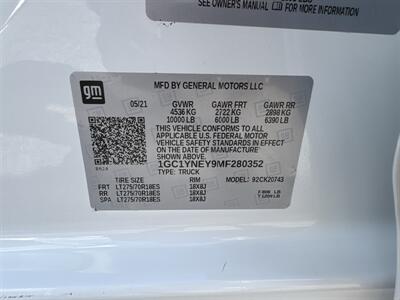 SEE OWNER'S MANUAL FOR MORE INFORMATION
gm
MFD BY GENERAL MOTORS LLC
05/21 GVWR GAWR FRT GAWR RR
4536 KG 2722 KG 2898 KG
10000 LB 6000 LB 6390 LB
THIS VEHICLE CONFORMS TO ALL
APPLICABLE U.S. FEDERAL MOTOR
VEHICLE SAFETY STANDARDS IN EFFECT
ON THE DATE OF MANUFACTURE
SHOWN ABOVE.
1GC1YNEY9MF280352
TYPE: TRUCK
TIRE SIZE RIM 92CK20743
FRT LT275/70R18ES 18X8J
RR LT275/70R18ES 18X8J
SPA LT275/70R18ES 18X8J